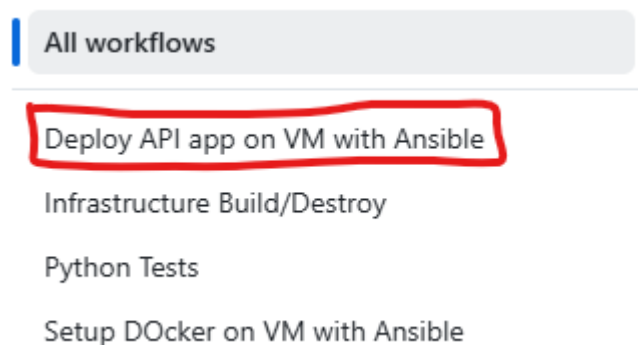 All workflows
Deploy API app on VM with Ansible
Infrastructure Build/Destroy
Python Tests
Setup DOcker on VM with Ansible